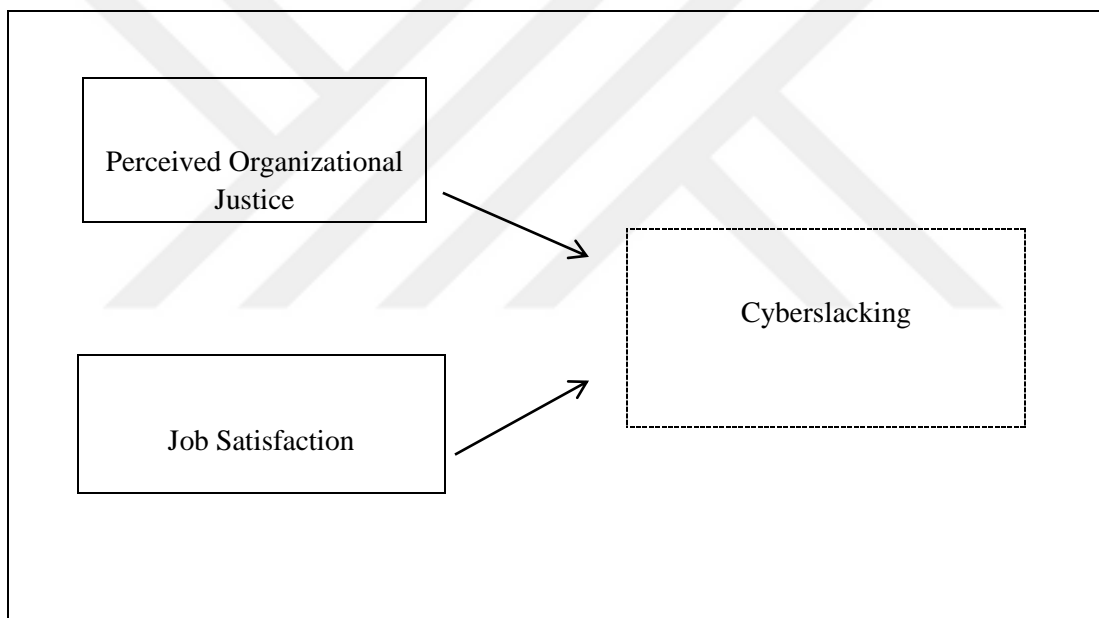 Perceived Organizational
Justice
Cyberslacking
Job Satisfaction